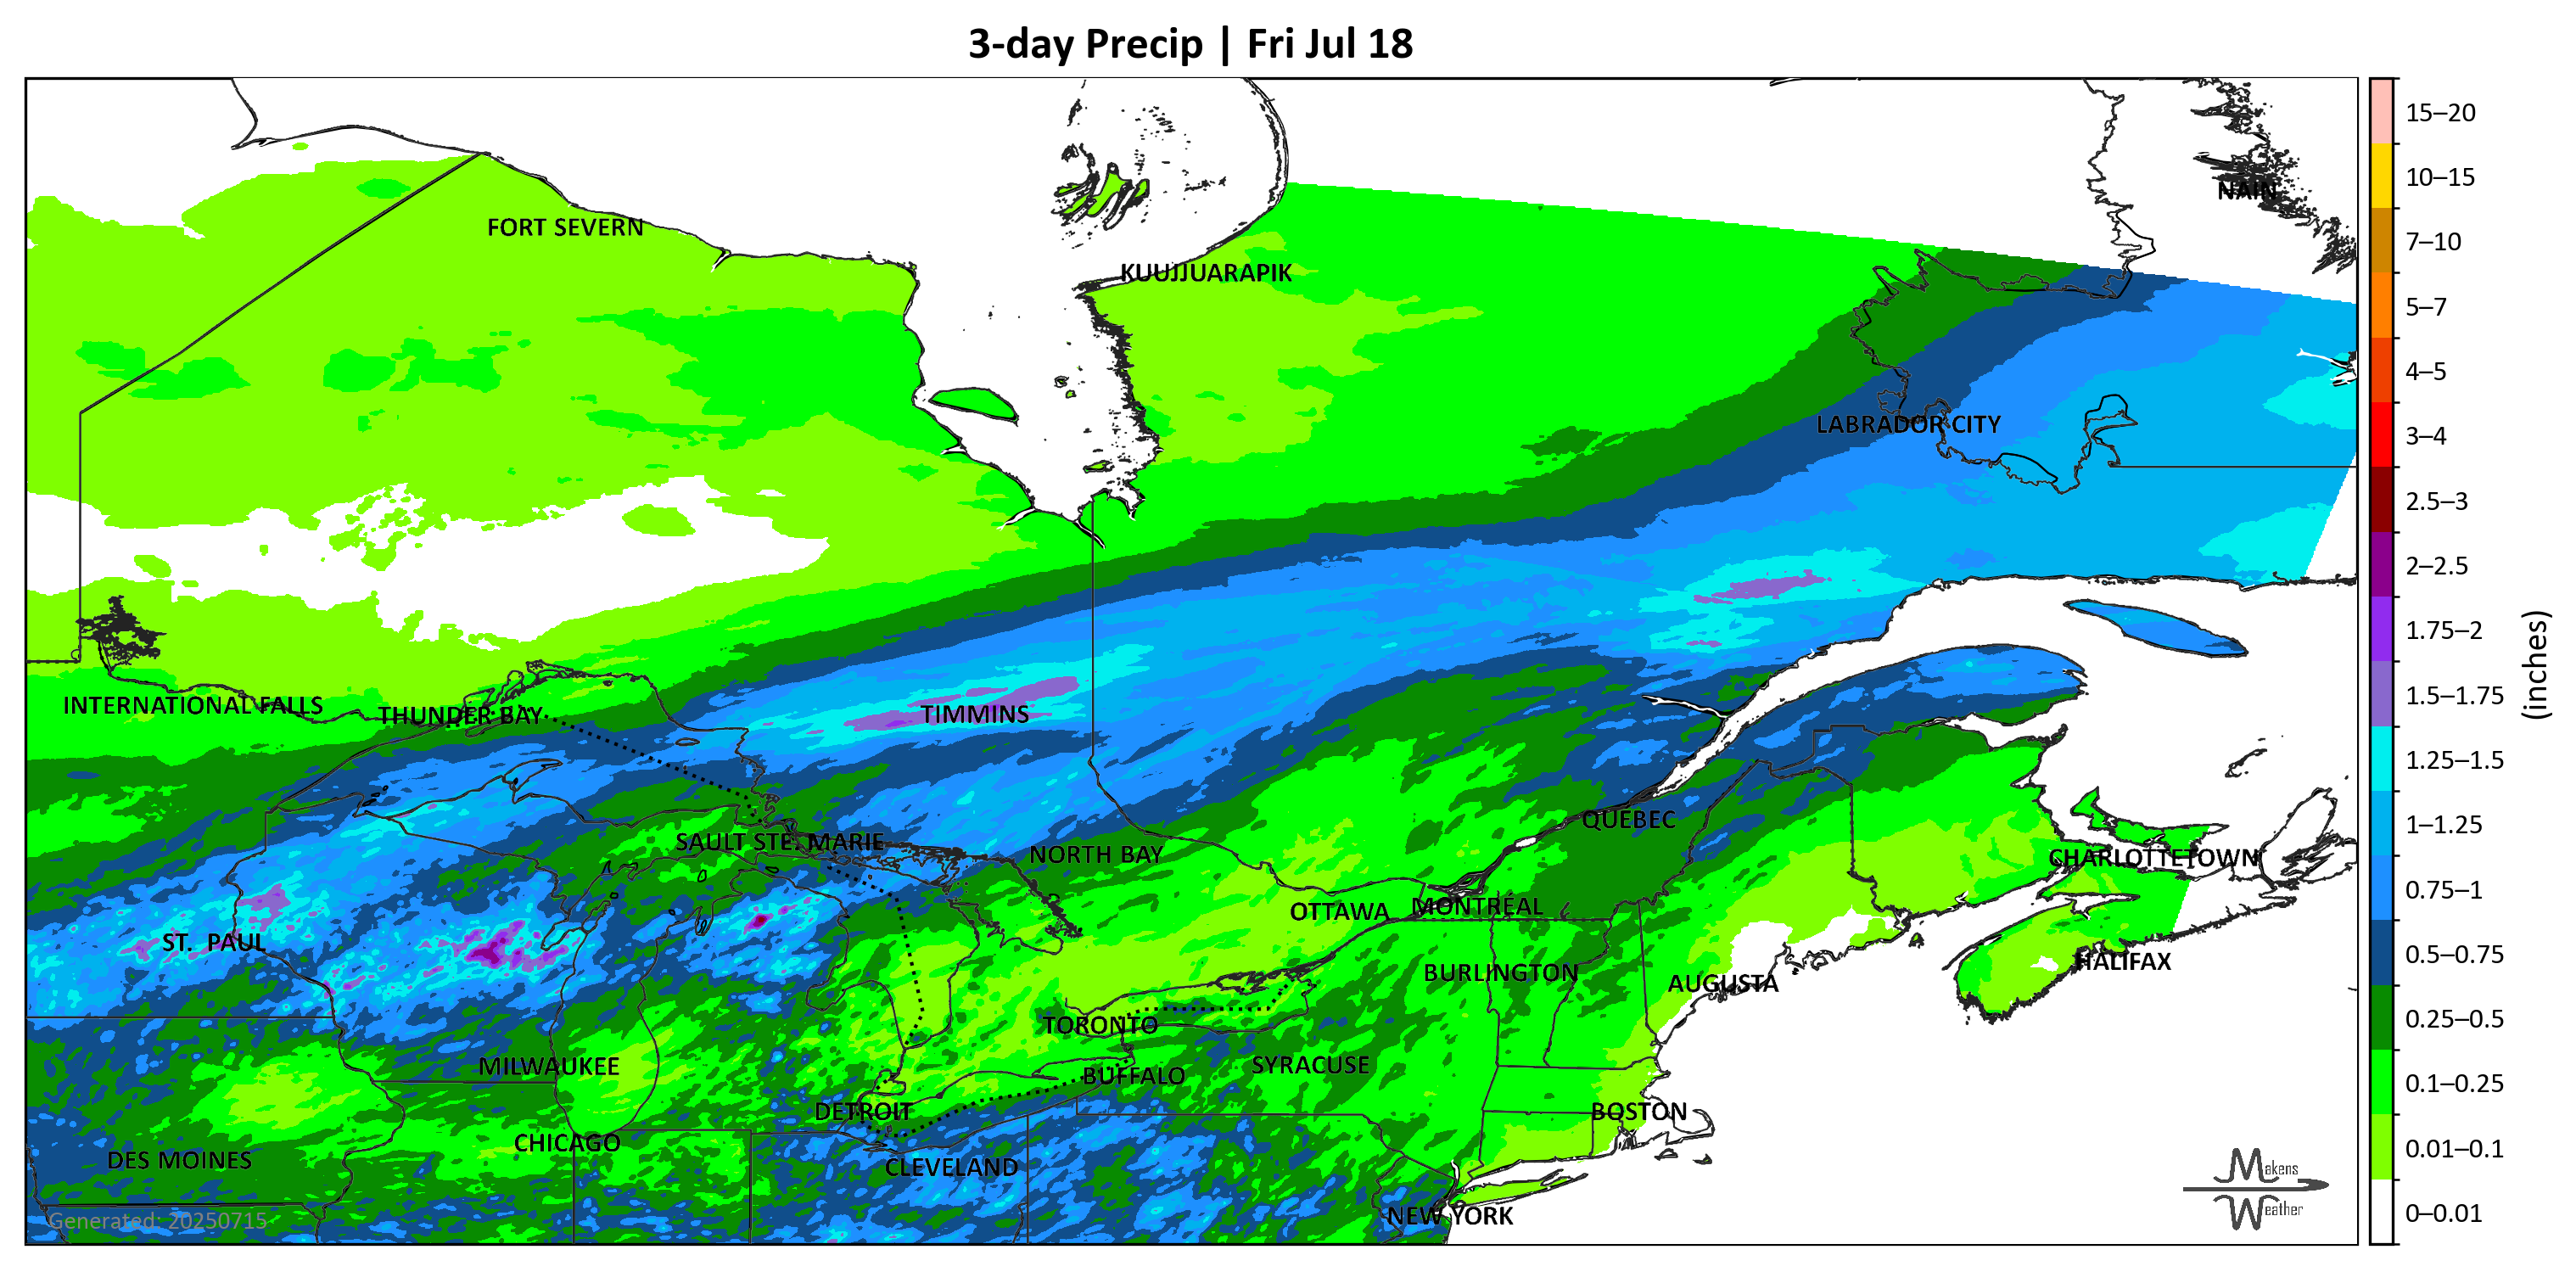 3-day Precip | Fri Jul 18
NAIN
FORT SEVERN
KUUJJUARAPIK
LABRADOR CITY
INTERNATIONAL FALLS
THUNDER BAY
TIMMINS
QUEBEC
SAULT STE. MARIE
NORTH BAY
CHARLOTTETOWN
OTTAWA
MONTRÉAL
ST. PAUL
HALIFAX
BURLINGTON
AUGUSTA
TORONTO
MILWAUKEE
SYRACUSE
BUFFALO
DETROIT
BOSTON
CHICAGO
DES MOINES
CLEVELAND
NEW YORK
Generated: 20250715
Makens
Weather
15–20
10–15
7–10
5–7
4–5
3–4
2.5–3
2–2.5
1.75–2
1.5–1.75
1.25–1.5
1–1.25
0.75–1
0.5–0.75
0.25–0.5
0.1–0.25
0.01–0.1
0–0.01
(inches)